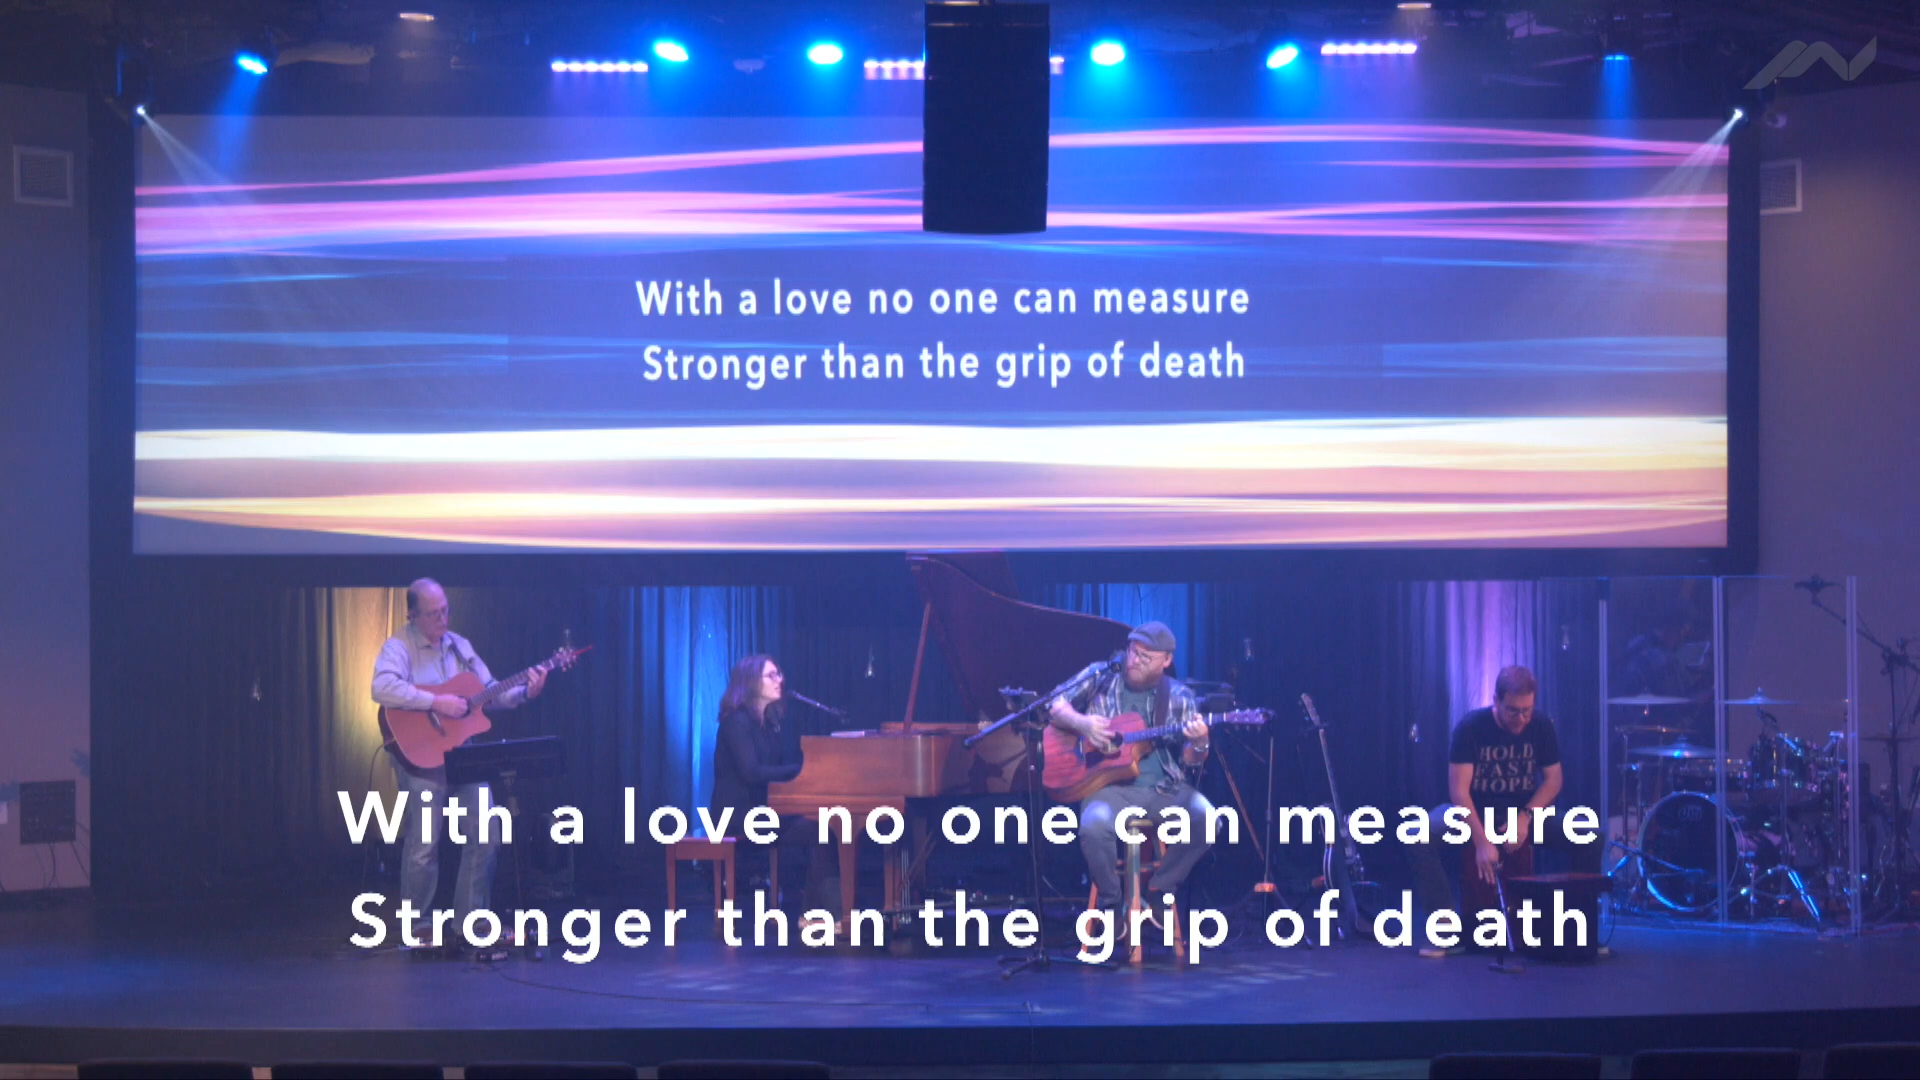 With a love no one can measure
Stronger than the grip of death
HOLD
FAST
HOPE
With a love no one can measure
Stronger than the grip of death